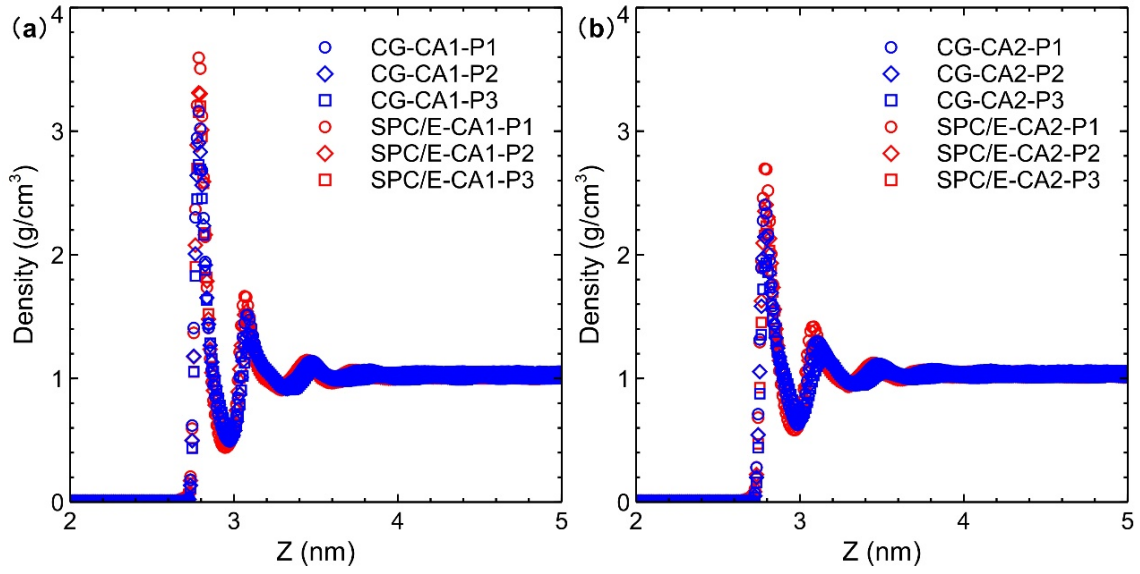 (a)
4
3
2
1
0
2
3
4
5
Density (g/cm³)
Z (nm)
CG-CA1-P1
CG-CA1-P2
CG-CA1-P3
SPC/E-CA1-P1
SPC/E-CA1-P2
SPC/E-CA1-P3
(b)
4
3
2
1
0
2
3
4
5
Density (g/cm³)
Z (nm)
CG-CA2-P1
CG-CA2-P2
CG-CA2-P3
SPC/E-CA2-P1
SPC/E-CA2-P2
SPC/E-CA2-P3